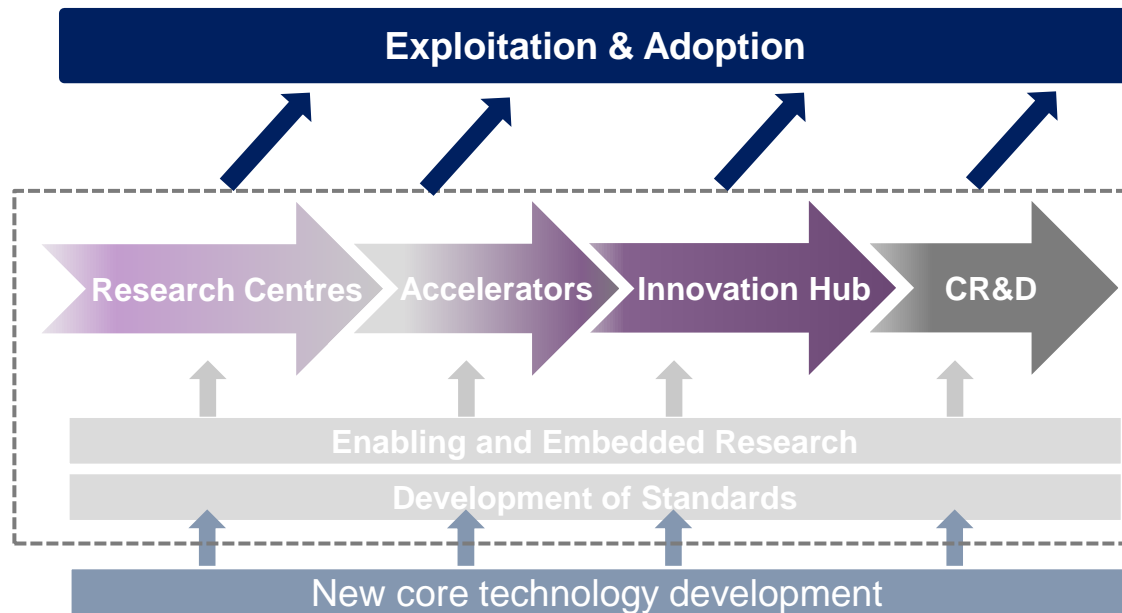 Exploitation & Adoption
Research Centres
Accelerators
Innovation Hub
CR&D
Enabling and Embedded Research
Development of Standards
New core technology development